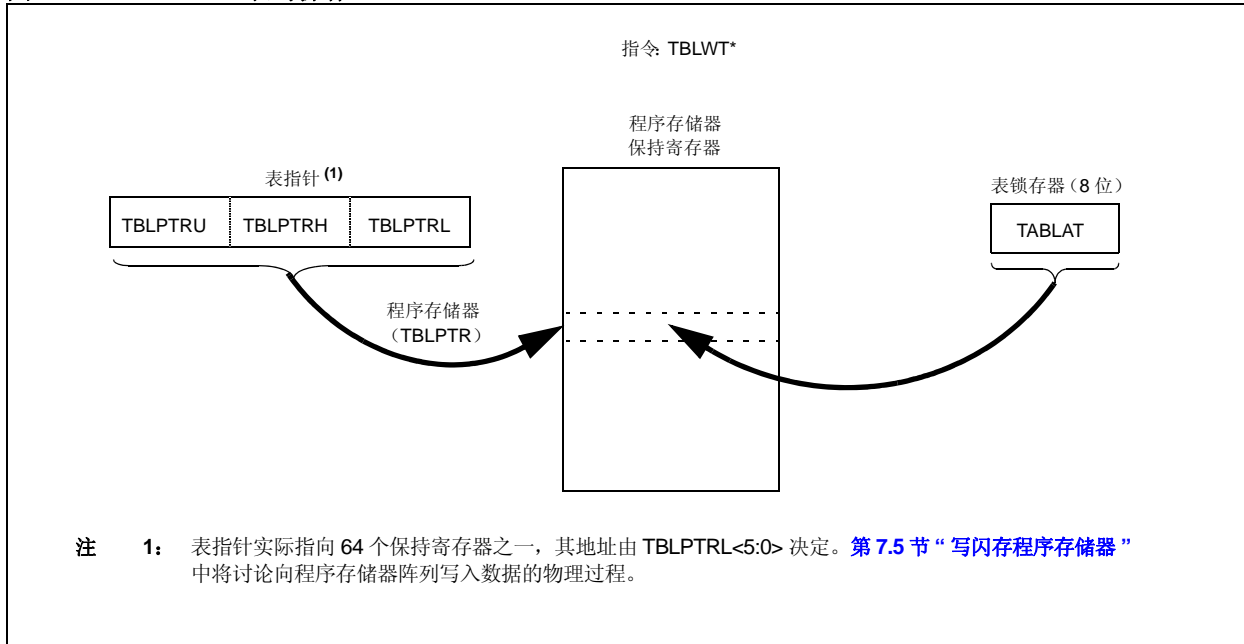 指令: TBLWT*
程序存储器
保持寄存器
表指针 (1)
表锁存器（8 位）
TBLPTRU TBLPTRH TBLPTRL
TABLAT
程序存储器
（TBLPTR）
注 1： 表指针实际指向 64 个保持寄存器之一，其地址由 TBLPTRL<5:0> 决定。第 7.5 节 “ 写闪存程序存储器 ”
中将讨论向程序存储器阵列写入数据的物理过程。